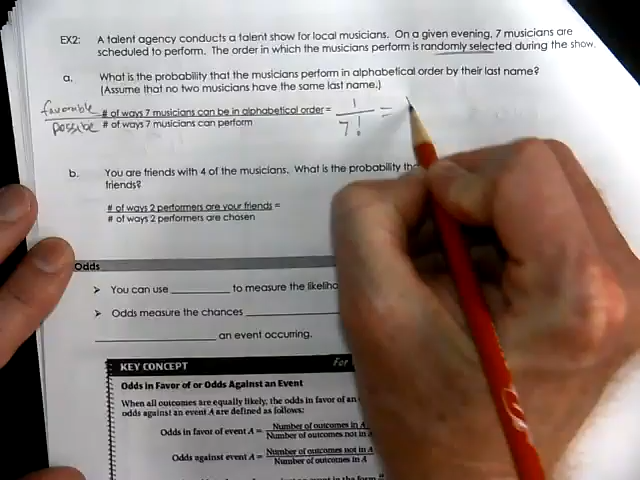 EX2: A talent agency conducts a talent show for local musicians. On a given evening, 7 musicians are
scheduled to perform. The order in which the musicians perform is randomly selected during the show.
a. What is the probability that the musicians perform in alphabetical order by their last name?
(Assume that no two musicians have the same last name.)
favorable # of ways 7 musicians can be in alphabetical order = 1 =
possible # of ways 7 musicians can perform 7!
b. You are friends with 4 of the musicians. What is the probability
friends?
# of ways 2 performers are your friends =
# of ways 2 performers are chosen
Odds
➢ You can use ________ to measure the
➢ Odds measure the chances
________________ an event occurring.
KEY CONCEPT For
Odds in Favor of or Odds Against an Event
When all outcomes are equally likely, the odds in favor of an
odds against an event A are defined as follows:
Odds in favor of event A = Number of outcomes in A
Number of outcomes not in
Odds against event A = Number of outcomes not in A
Number of outcomes in A